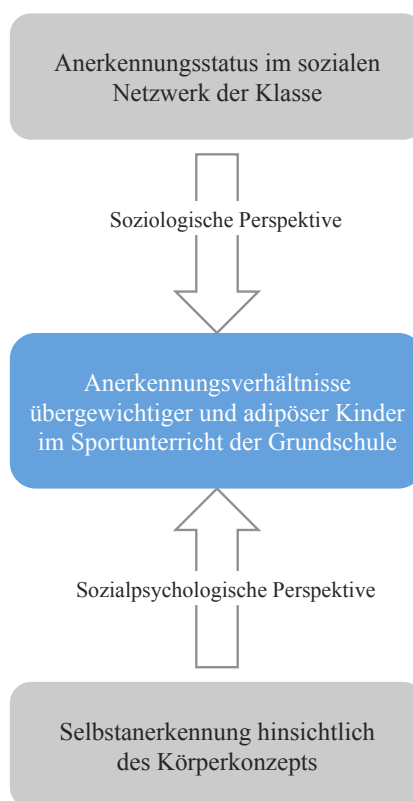 Anerkennungsstatus im sozialen
Netzwerk der Klasse
Soziologische Perspektive
Anerkennungsverhältnisse
übergewichtiger und adipöser Kinder
im Sportunterricht der Grundschule
Sozialpsychologische Perspektive
Selbstanerkennung hinsichtlich
des Körperkonzepts